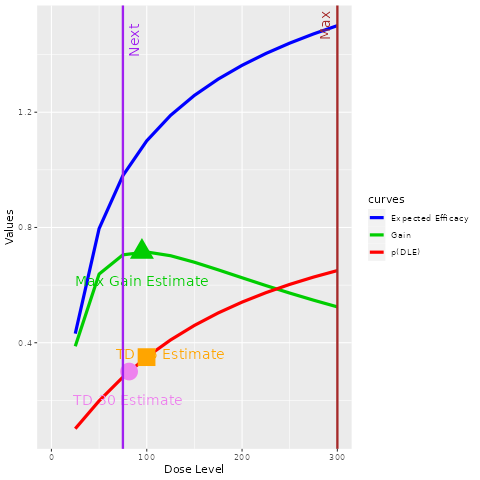 Next
Max
Max Gain Estimate
TD Estimate
TD 30 Estimate
Values
1.2
0.8
0.4
0
100
200
300
Dose Level
curves
Expected Efficacy
Gain
p(DLE)